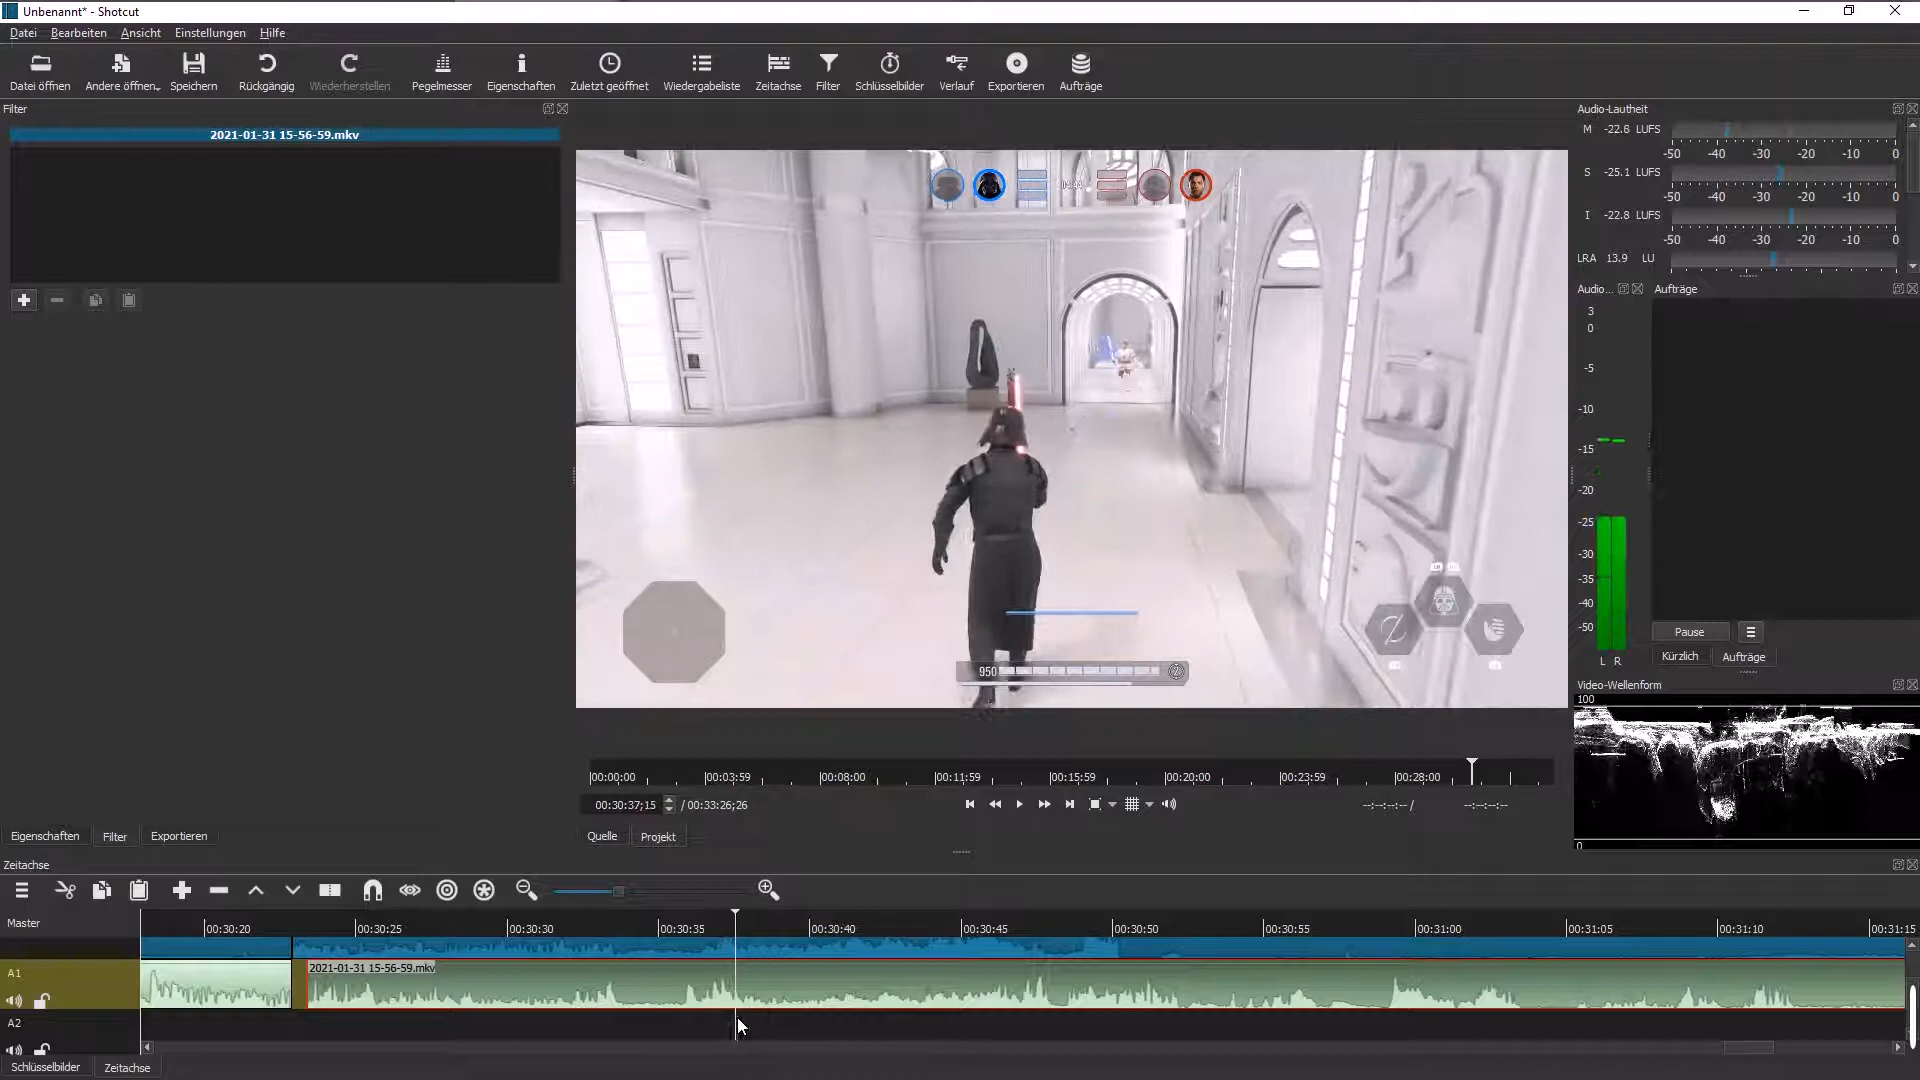 Unbenannt* - Shotcut
Datei Bearbeiten Ansicht Einstellungen Hilfe
Datei öffnen Andere öffnen Speichern Rückgängig Wiederherstellen Pegelmesser Eigenschaften Zuletzt geöffnet Wiedergabeliste Zeitachse Filter Schlüsselbilder Verlauf Exportieren Aufträge
Filter
2021-01-31 15-56-59.mkv
Audio-Lautheit
M -22.8 LUFS
-50 -40 -30 -20 -10 0
S -25.1 LUFS
-50 -40 -30 -20 -10 0
I -22.8 LUFS
-50 -40 -30 -20 -10 0
LRA 13.9 LU
Audio... Aufträge
3
0
-5
-10
-15
-20
-25
-30
-35
-40
-50
L R
950
Pause
Kürzlich Aufträge
Video-Wellenform
100
0
00:00:00 00:03:59 00:08:00 00:11:59 00:15:59 00:20:00 00:23:59 00:28:00
00:30:37;15 / 00:33:26;26 --:--:--:-- / --:--:--:--
Quelle Projekt
Eigenschaften Filter Exportieren
Zeitachse
Master
00:30:20 00:30:25 00:30:30 00:30:35 00:30:40 00:30:45 00:30:50 00:30:55 00:31:00 00:31:05 00:31:10 00:31:15
A1
2021-01-31 15-56-59.mkv
A2
Schlüsselbilder Zeitachse